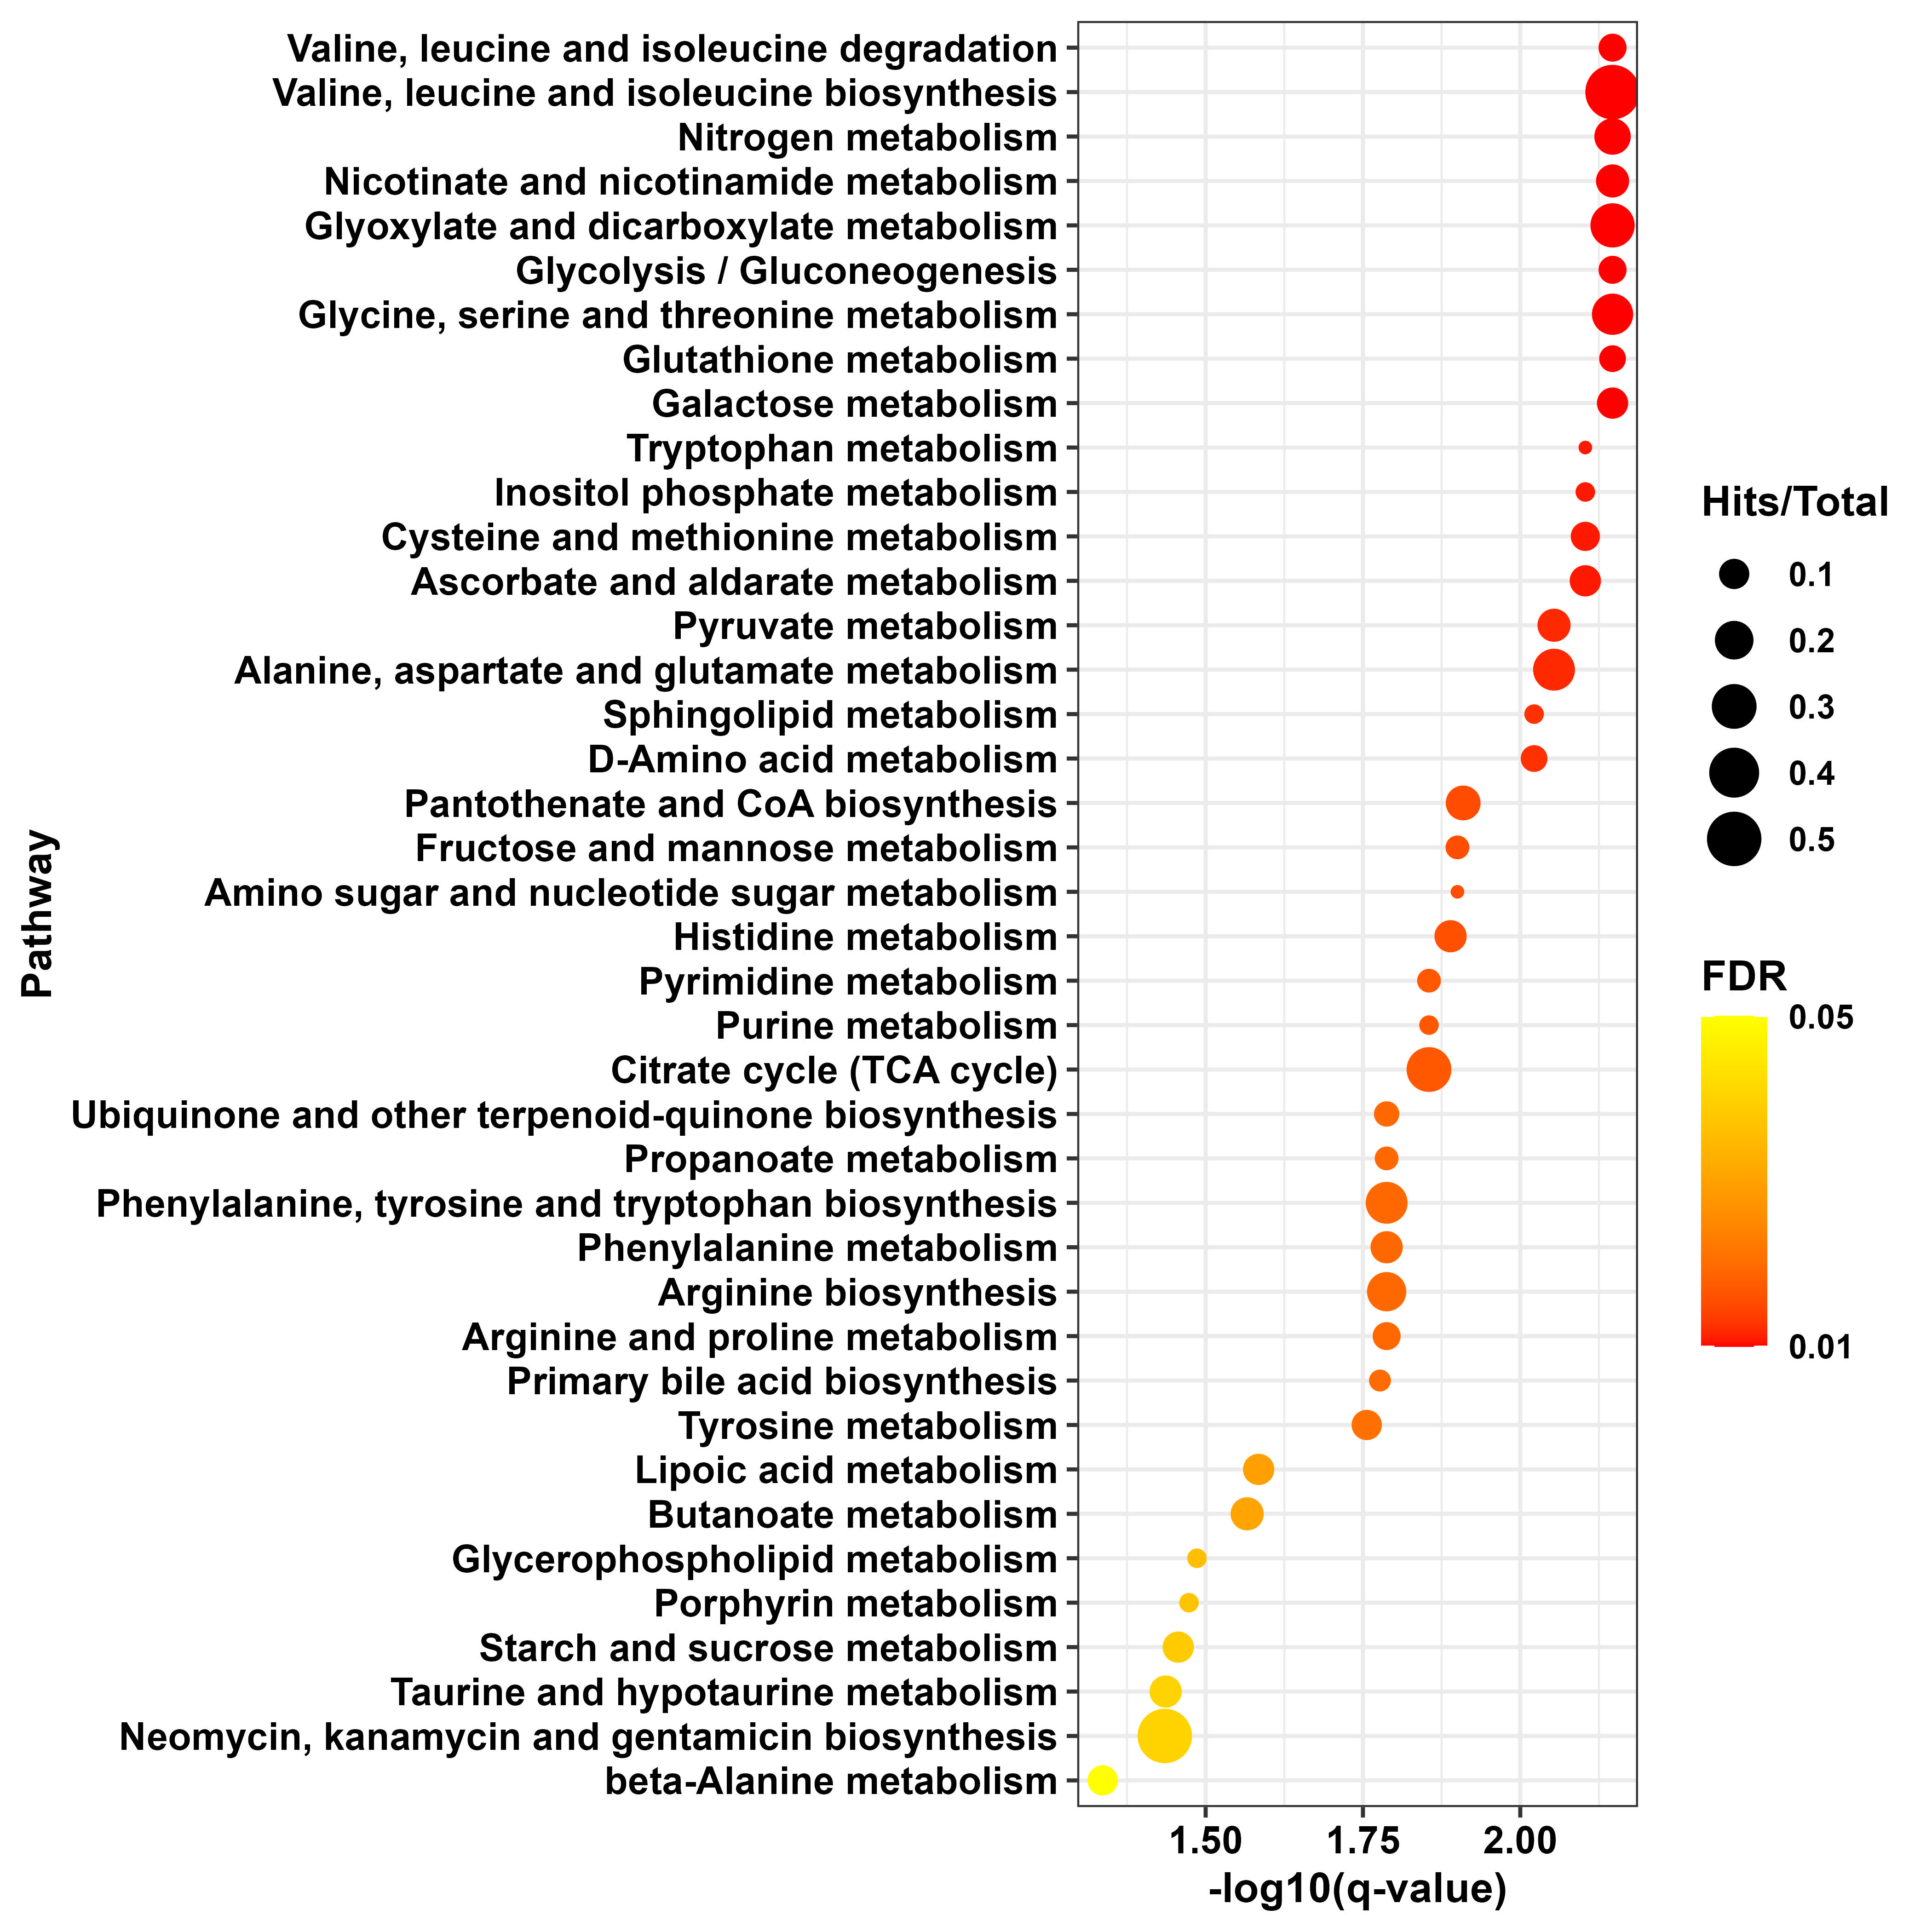 Valine, leucine and isoleucine degradation
Valine, leucine and isoleucine biosynthesis
Nitrogen metabolism
Nicotinate and nicotinamide metabolism
Glyoxylate and dicarboxylate metabolism
Glycolysis / Gluconeogenesis
Glycine, serine and threonine metabolism
Glutathione metabolism
Galactose metabolism
Tryptophan metabolism
Inositol phosphate metabolism
Cysteine and methionine metabolism
Ascorbate and aldarate metabolism
Pyruvate metabolism
Alanine, aspartate and glutamate metabolism
Sphingolipid metabolism
D-Amino acid metabolism
Pantothenate and CoA biosynthesis
Fructose and mannose metabolism
Amino sugar and nucleotide sugar metabolism
Histidine metabolism
Pyrimidine metabolism
Purine metabolism
Citrate cycle (TCA cycle)
Ubiquinone and other terpenoid-quinone biosynthesis
Propanoate metabolism
Phenylalanine, tyrosine and tryptophan biosynthesis
Phenylalanine metabolism
Arginine biosynthesis
Arginine and proline metabolism
Primary bile acid biosynthesis
Tyrosine metabolism
Lipoic acid metabolism
Butanoate metabolism
Glycerophospholipid metabolism
Porphyrin metabolism
Starch and sucrose metabolism
Taurine and hypotaurine metabolism
Neomycin, kanamycin and gentamicin biosynthesis
beta-Alanine metabolism
Pathway
1.50 1.75 2.00
-log10(q-value)
Hits/Total
0.1
0.2
0.3
0.4
0.5
FDR
0.05
0.01